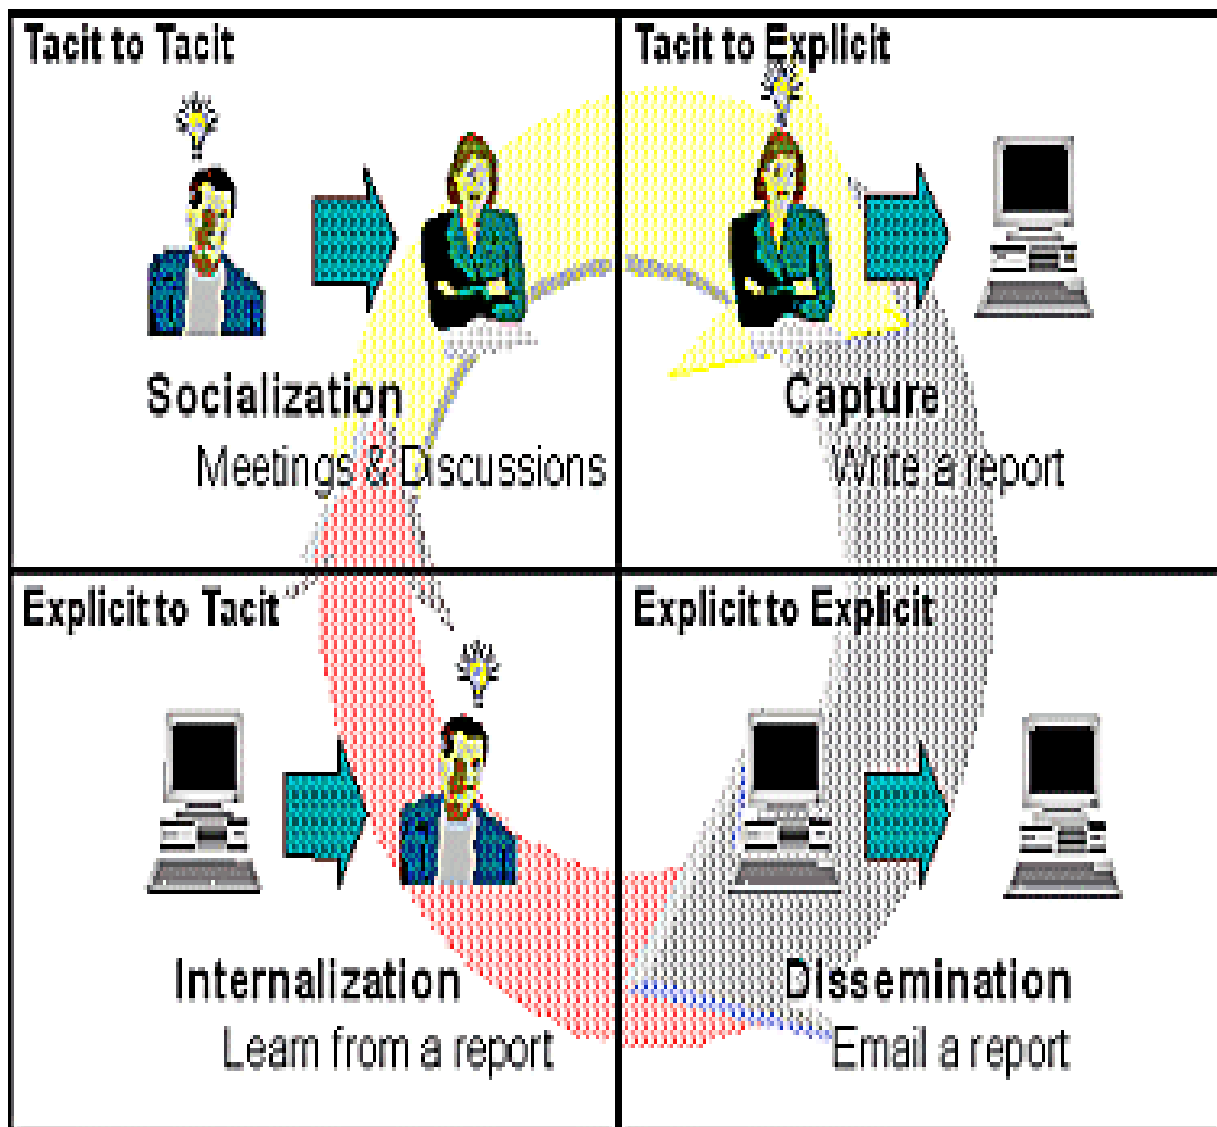 Tacit to Tacit
Socialization
Meetings & Discussions
Tacit to Explicit
Capture
Write a report
Explicit to Tacit
Internalization
Learn from a report
Explicit to Explicit
Dissemination
Email a report